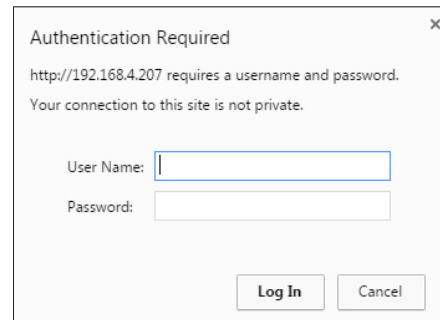 ×
Authentication Required
http://192.168.4.207 requires a username and password.
Your connection to this site is not private.
User Name:
Password:
Log In Cancel